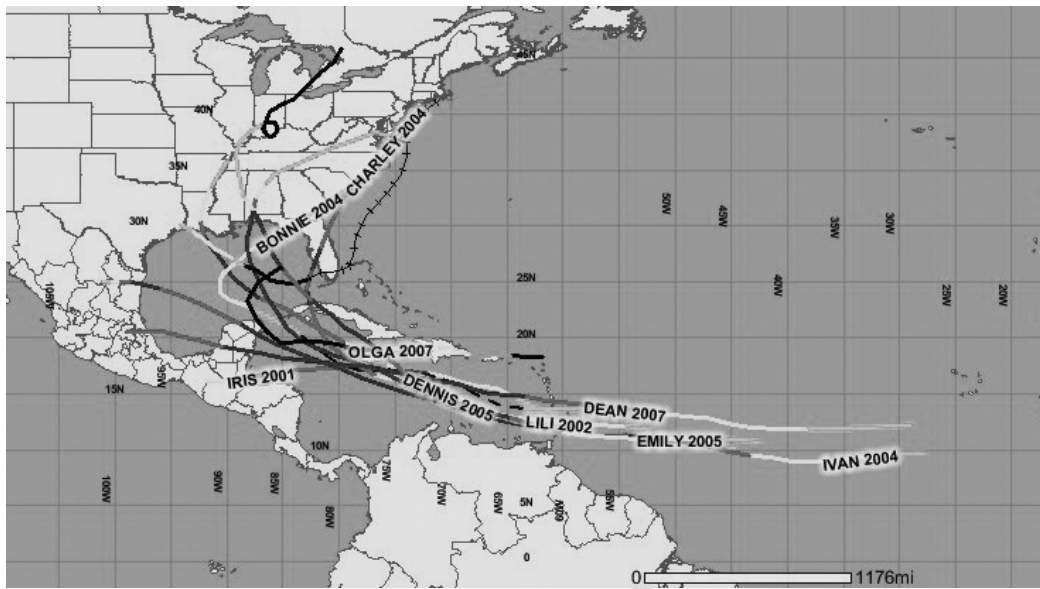 45N
40N
CHARLEY 2004
35N
BONNIE 2004
30N
50W
45W
35W
30W
25N
40W
25W
20W
105W
20N
OLGA 2007
IRIS 2001
95W
15N
DENNIS 2005
DEAN 2007
LILI 2002
EMILY 2005
10N
IVAN 2004
100W
90W
85W
75W
70W
65W
5N
60W
55W
80W
0
0 1176mi